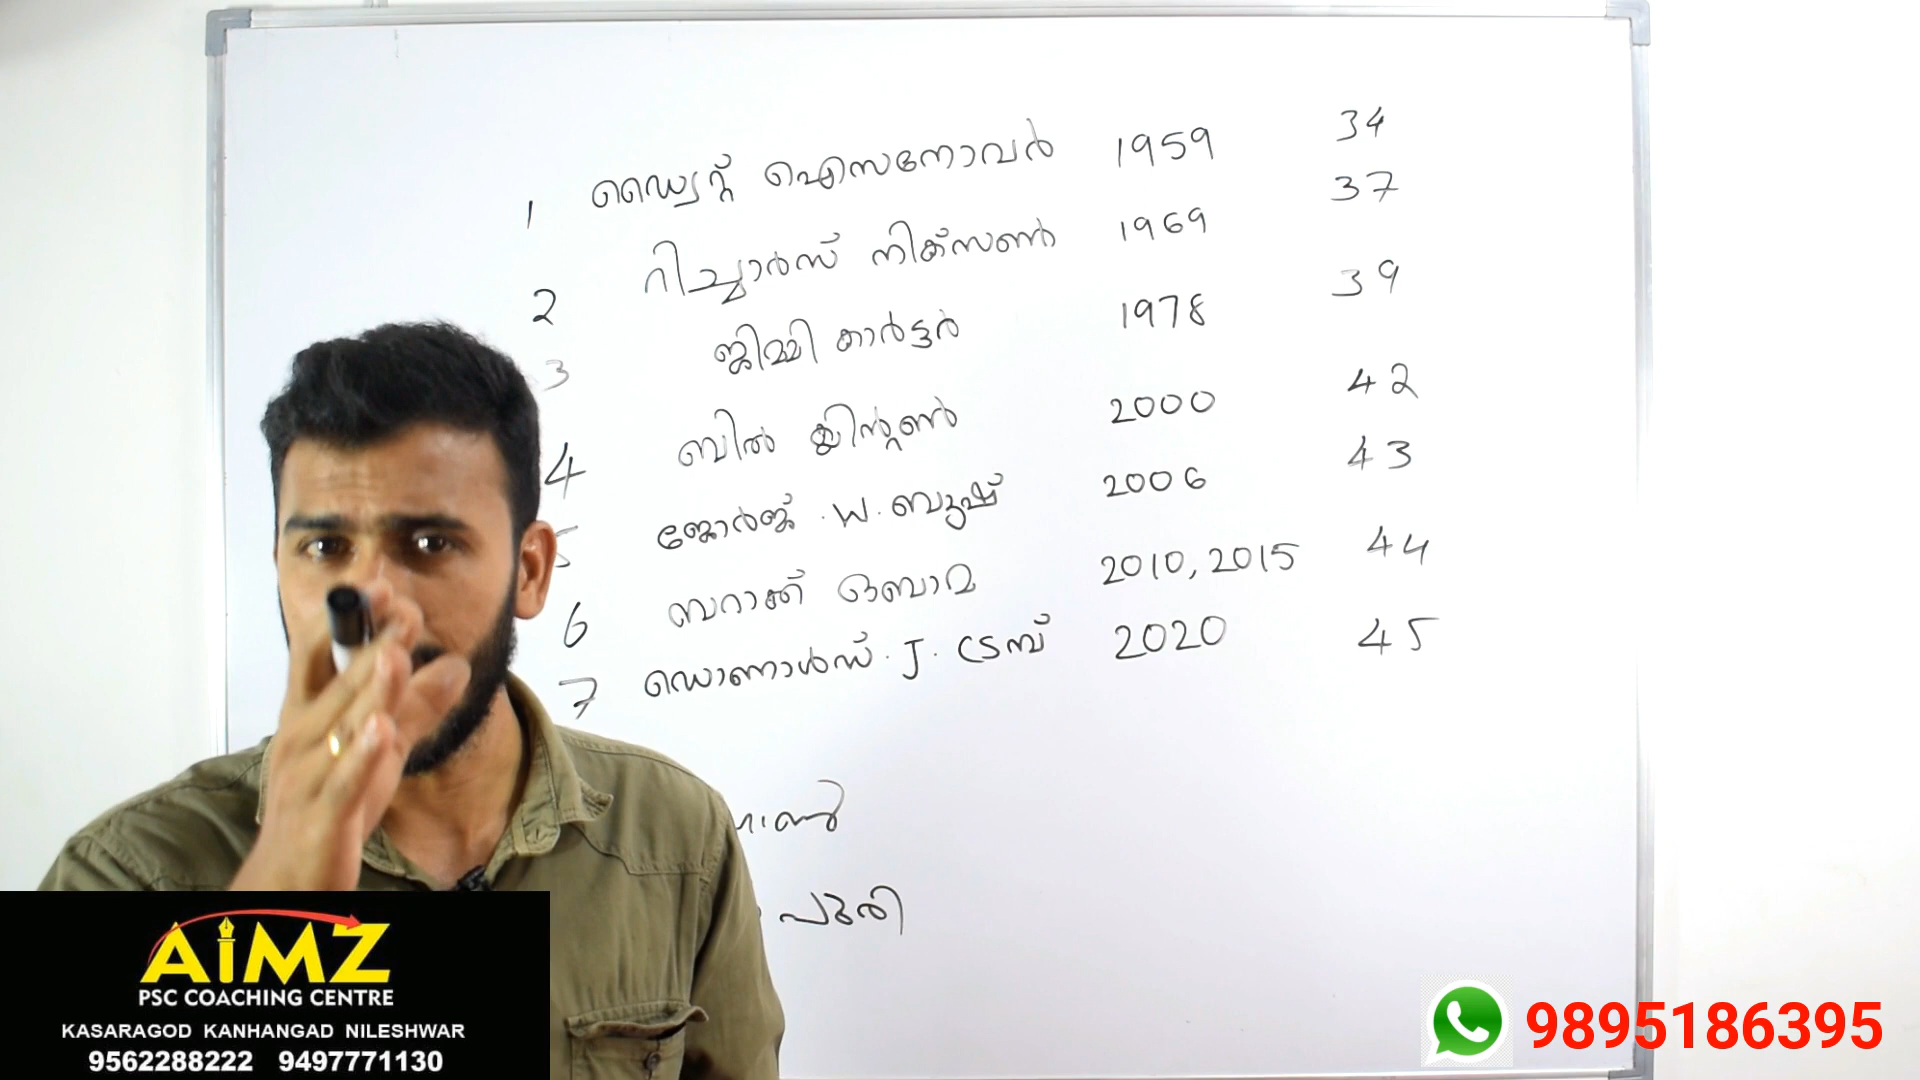 1 ഡ്വൈറ്റ് ഐസനോവർ 1959 34
2 റിച്ചാർഡ് നിക്സൺ 1969 37
3 ജിമ്മി കാർട്ടർ 1978 39
4 ബിൽ ക്ലിന്റൺ 2000 42
5 ജോർജ് . W . ബുഷ് 2006 43
6 ബറാക്ക് ഒബാമ 2010, 2015 44
7 ഡൊണാൾഡ് . J . ട്രമ്പ് 2020 45
പുരി
AIMZ
PSC COACHING CENTRE
KASARAGOD KANHANGAD NILESHWAR
9562288222 9497771130
9895186395